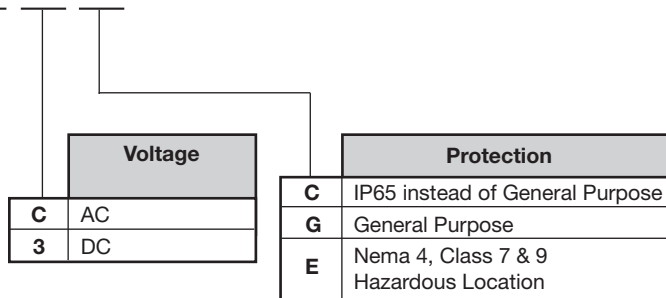 Voltage
C AC
3 DC
Protection
C IP65 instead of General Purpose
G General Purpose
E Nema 4, Class 7 & 9
Hazardous Location